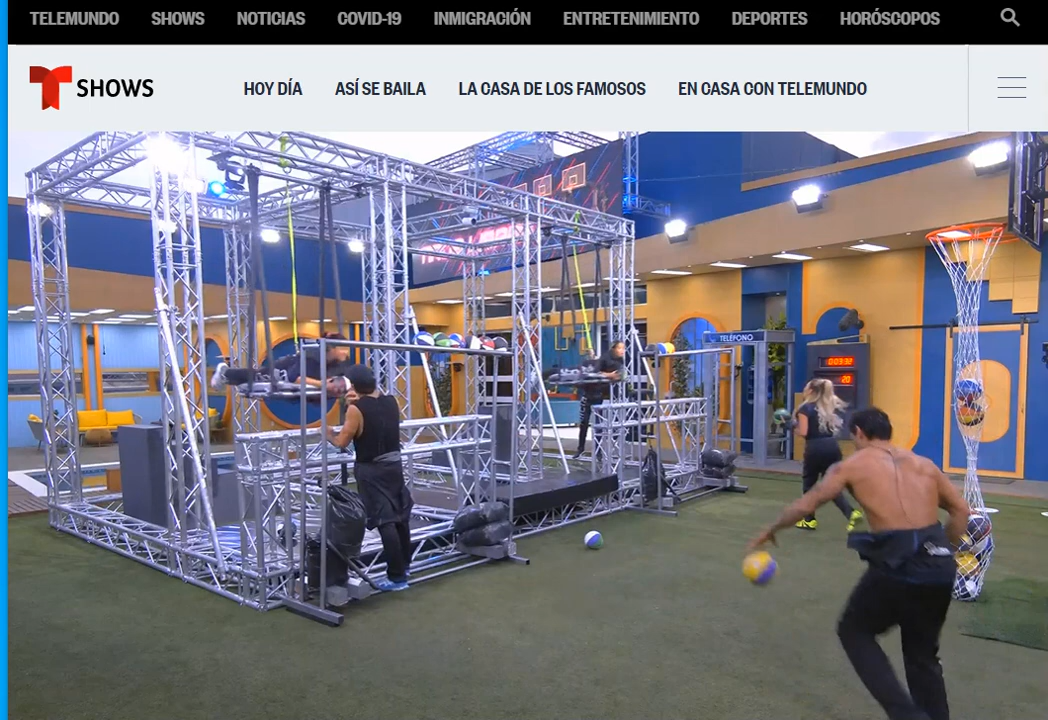 TELEMUNDO SHOWS NOTICIAS COVID-19 INMIGRACIÓN ENTRETENIMIENTO DEPORTES HORÓSCOPOS
SHOWS HOY DÍA ASÍ SE BAILA LA CASA DE LOS FAMOSOS EN CASA CON TELEMUNDO
TELÉFONO
20